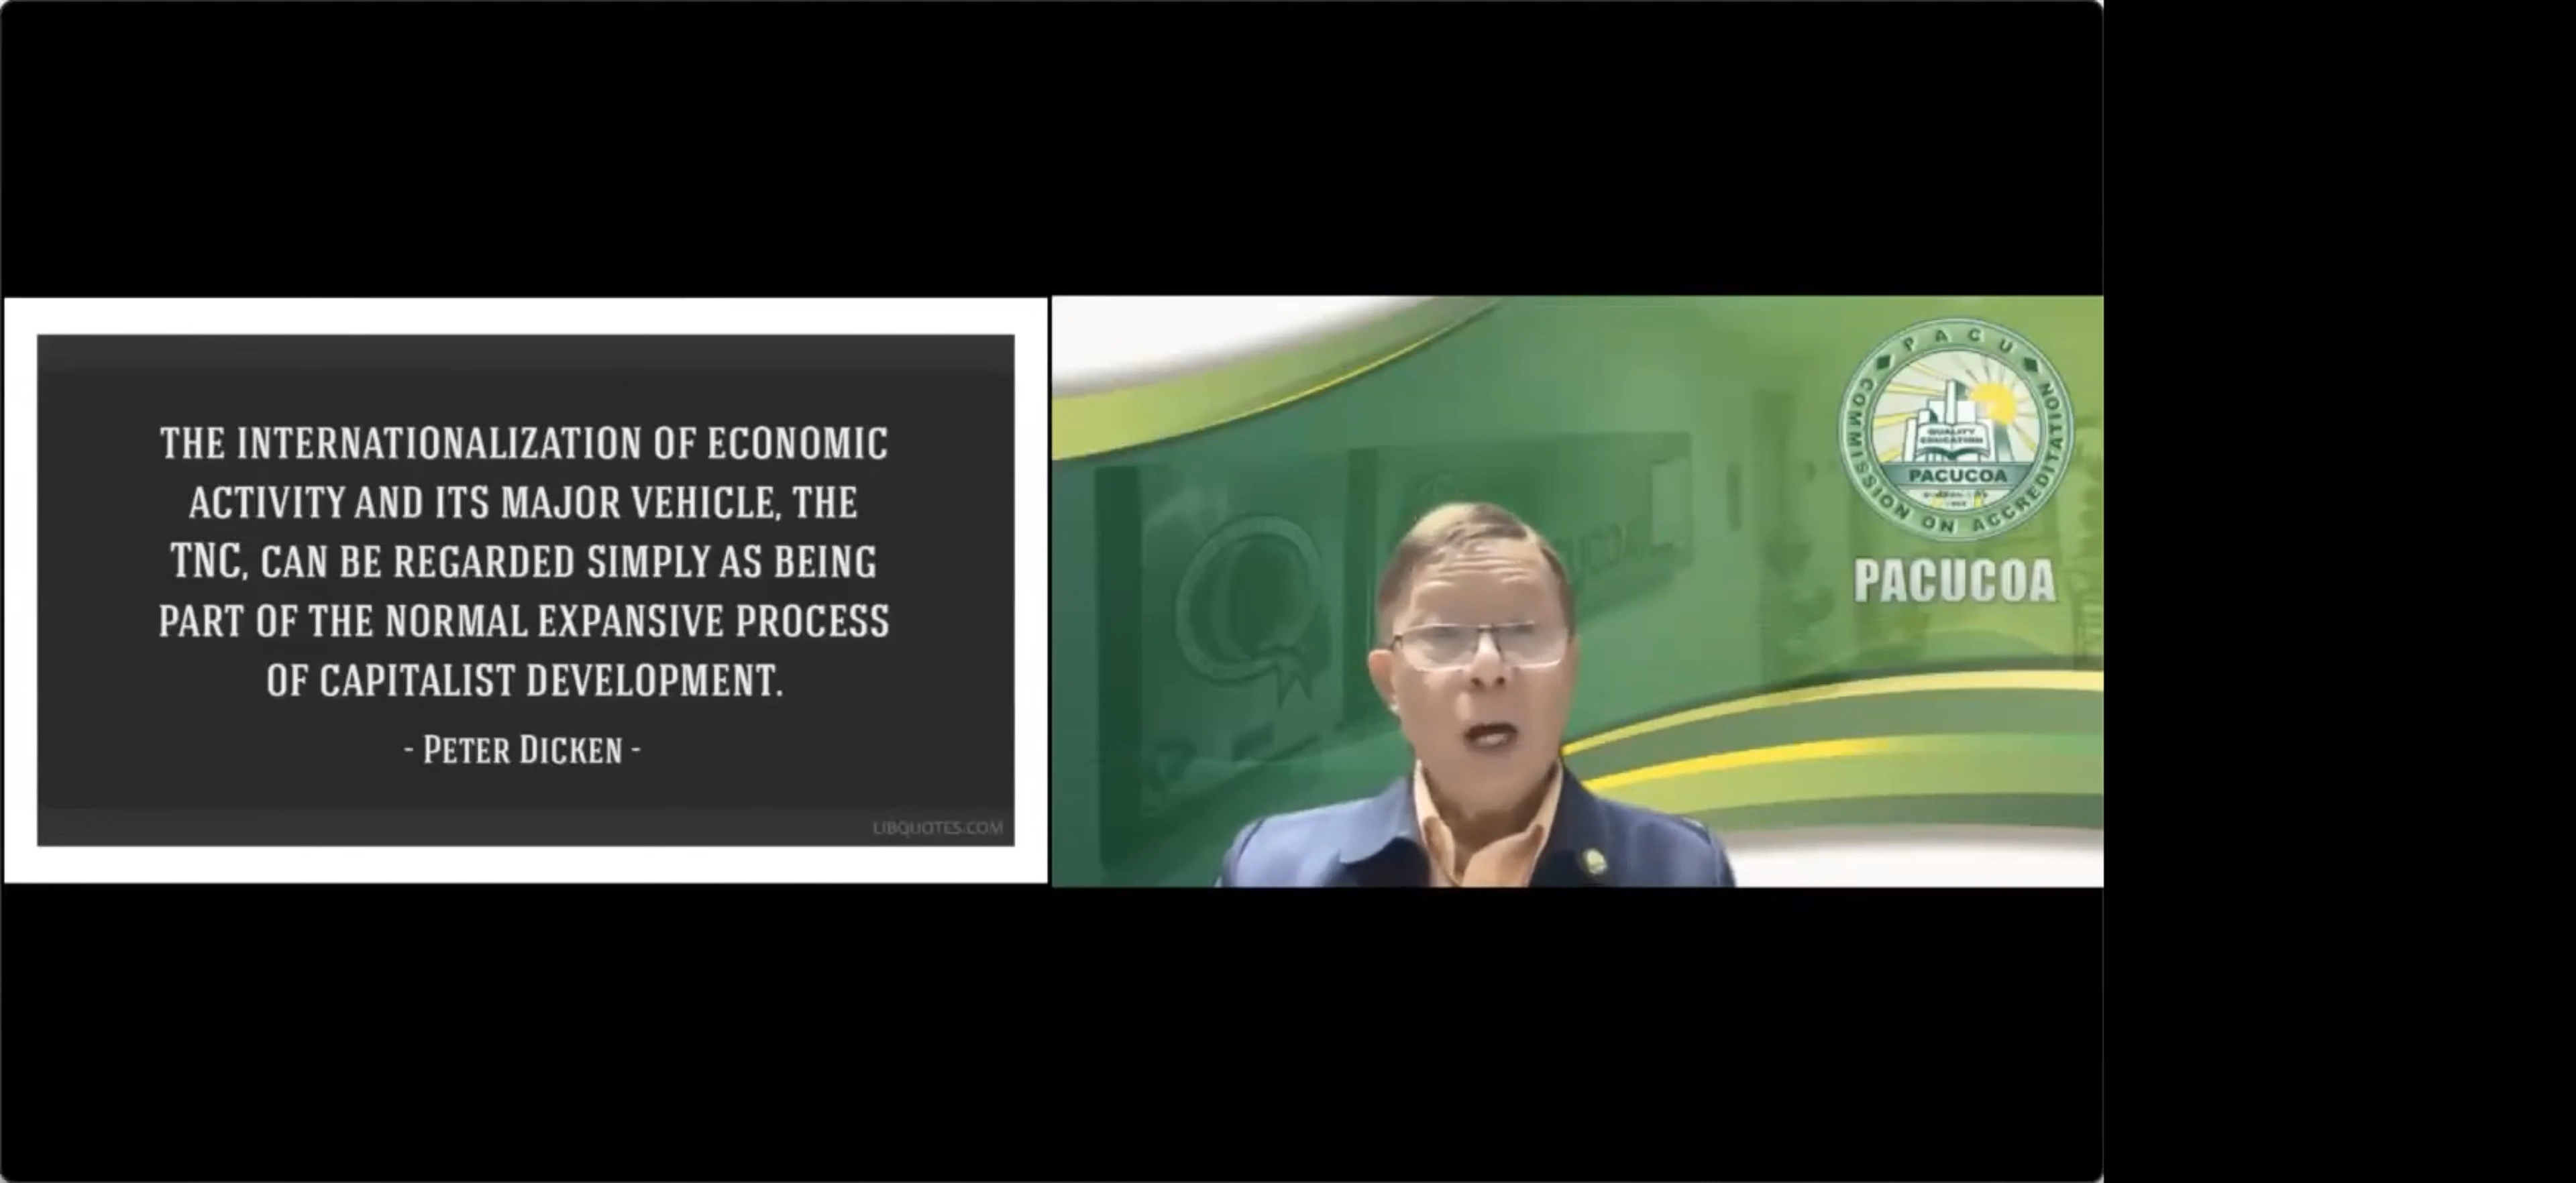 THE INTERNATIONALIZATION OF ECONOMIC
ACTIVITY AND ITS MAJOR VEHICLE, THE
TNC, CAN BE REGARDED SIMPLY AS BEING
PART OF THE NORMAL EXPANSIVE PROCESS
OF CAPITALIST DEVELOPMENT.
- PETER DICKEN -
LIBQUOTES.COM
PACU
COMMISSION ON ACCREDITATION
QUALITY
EDUCATION
PACUCOA
PACUCOA